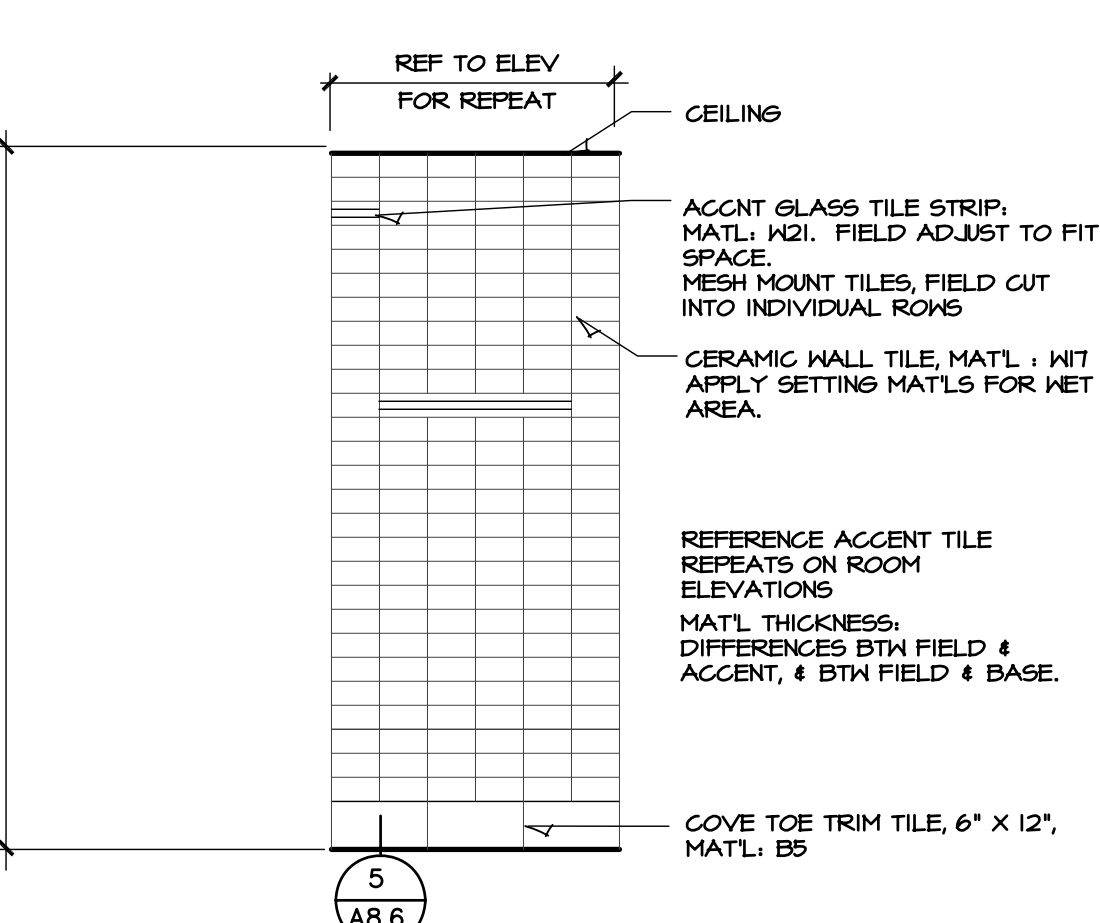 REF TO ELEV
FOR REPEAT
CEILING
ACCNT GLASS TILE STRIP:
MATL: W21. FIELD ADJUST TO FIT
SPACE.
MESH MOUNT TILES, FIELD CUT
INTO INDIVIDUAL ROWS
CERAMIC WALL TILE, MAT'L : W17
APPLY SETTING MAT'LS FOR WET
AREA.
REFERENCE ACCENT TILE
REPEATS ON ROOM
ELEVATIONS
MAT'L THICKNESS:
DIFFERENCES BTW FIELD &
ACCENT, & BTW FIELD & BASE.
COVE TOE TRIM TILE, 6" X 12",
MAT'L: B5
5
A8.6